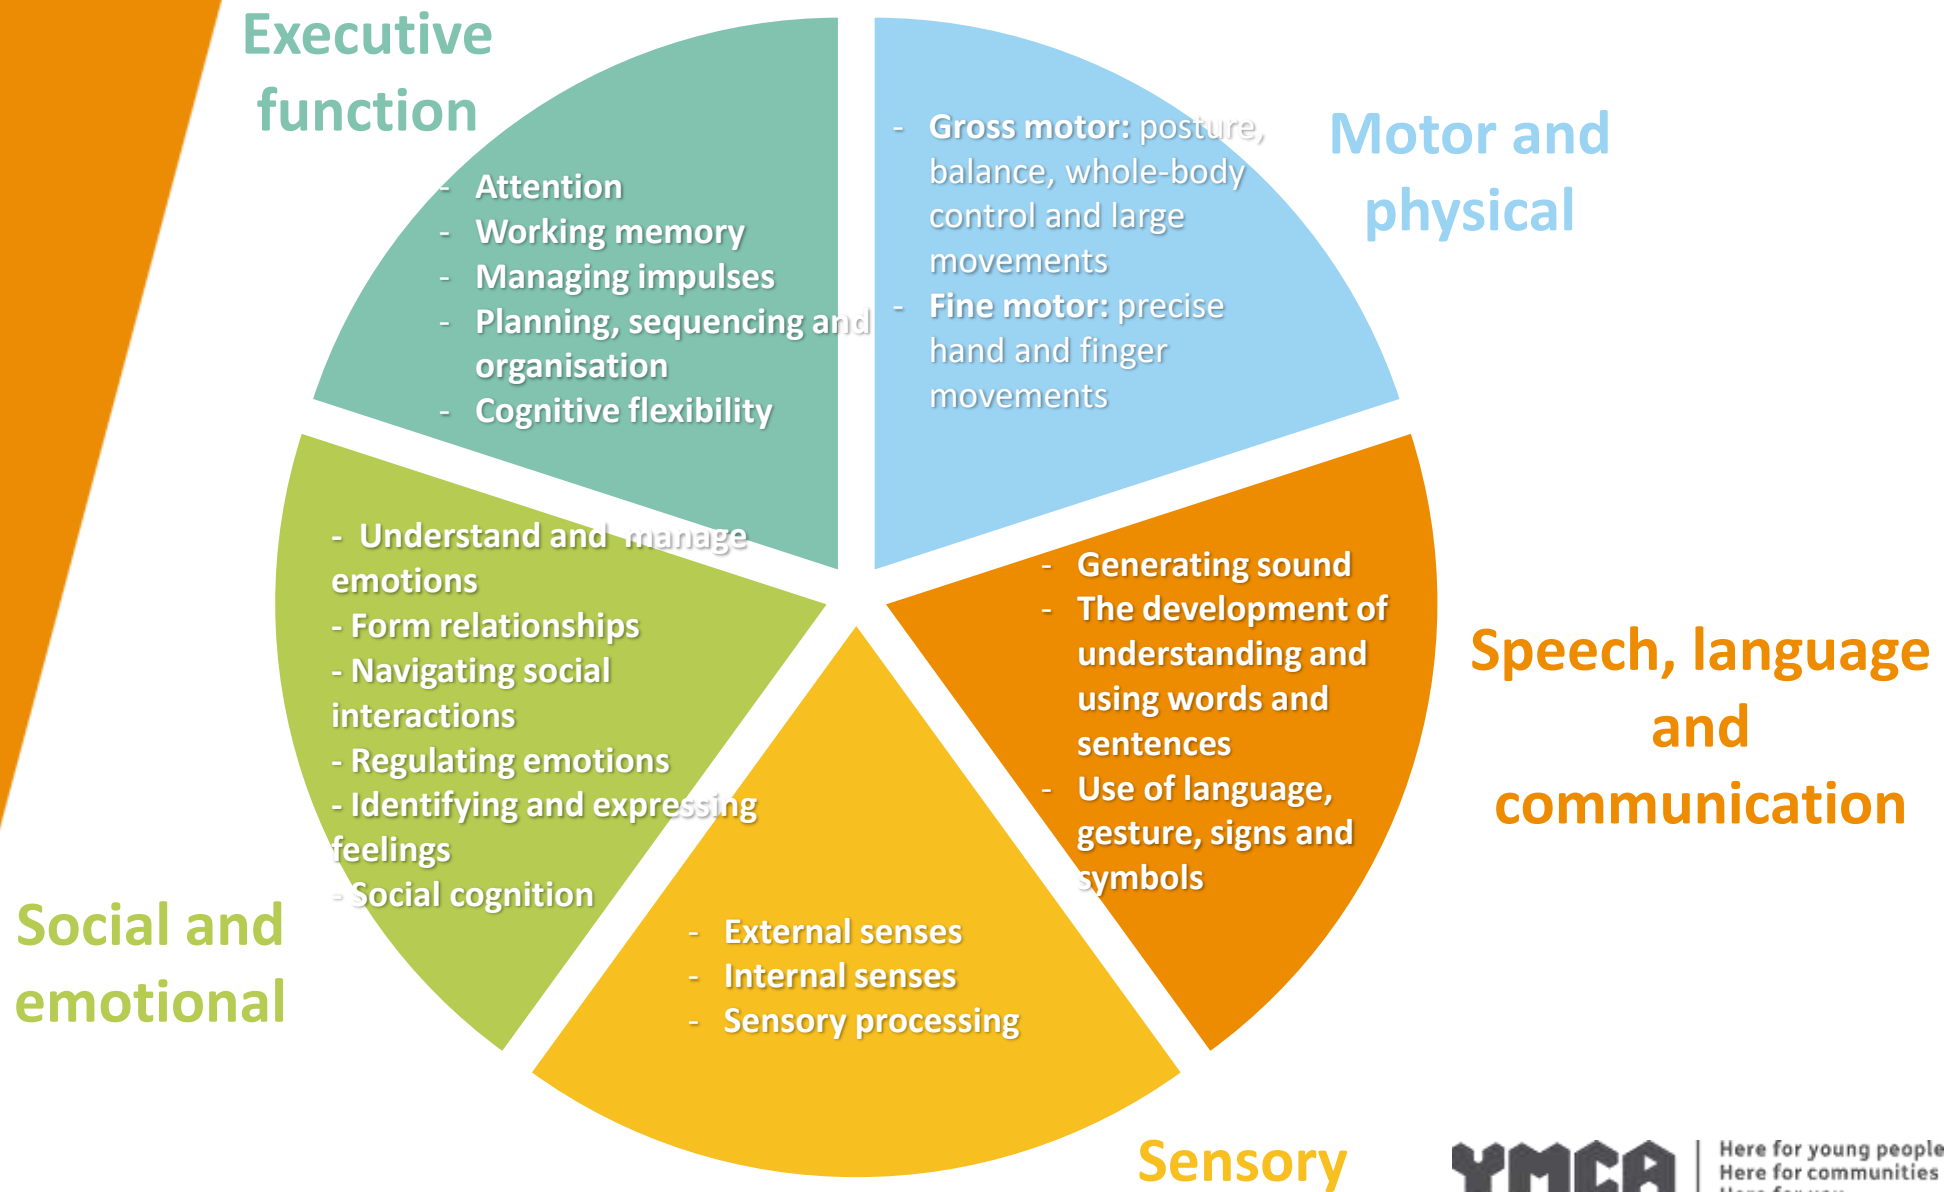 Executive
function
- Attention
- Working memory
- Managing impulses
- Planning, sequencing and
organisation
- Cognitive flexibility
- Gross motor: posture,
balance, whole-body
control and large
movements
- Fine motor: precise
hand and finger
movements
Motor and
physical
- Understand and manage
emotions
- Form relationships
- Navigating social
interactions
- Regulating emotions
- Identifying and expressing
feelings
- Social cognition
Social and
emotional
- Generating sound
- The development of
understanding and
using words and
sentences
- Use of language,
gesture, signs and
symbols
Speech, language
and
communication
- External senses
- Internal senses
- Sensory processing
Sensory
YMCA
Here for young people
Here for communities
Here for you